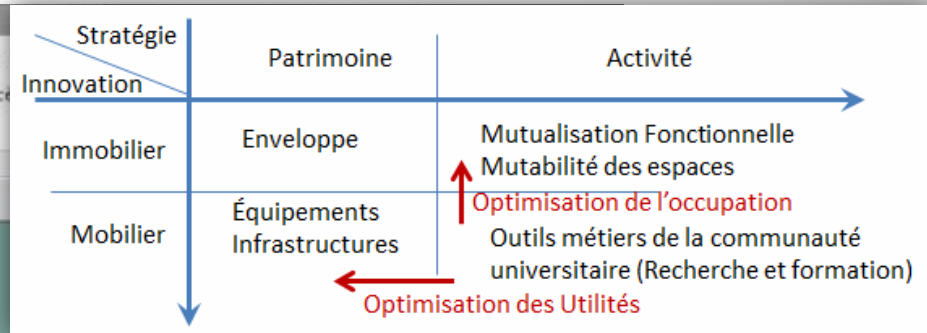 Stratégie
Innovation
Patrimoine
Activité
Immobilier
Enveloppe
Mutualisation Fonctionnelle
Mutabilité des espaces
Optimisation de l'occupation
Mobilier
Équipements
Infrastructures
Outils métiers de la communauté
universitaire (Recherche et formation)
Optimisation des Utilités